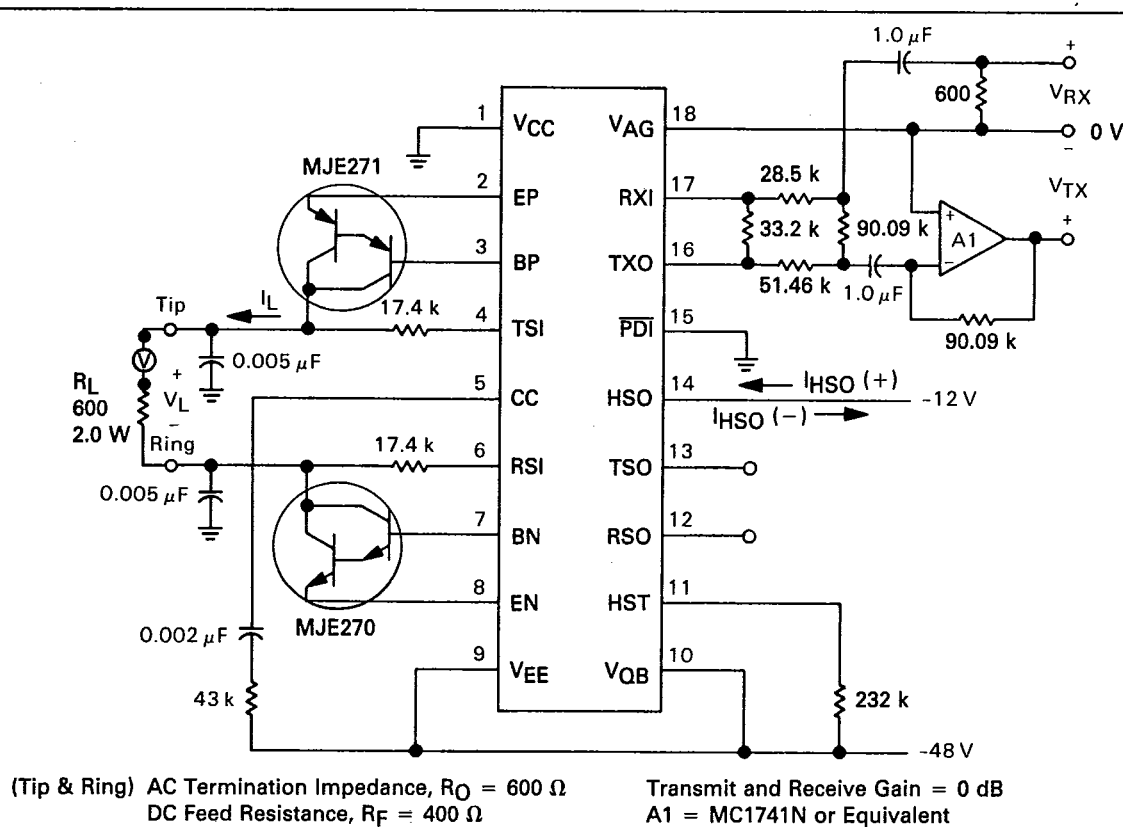 1.0 μF
+
600
VRX
0 V
-
VTX
+
1
VCC
VAG
18
MJE271
2
EP
RXI
17
28.5 k
33.2 k
90.09 k
+
A1
-
3
BP
TXO
16
51.46 k
1.0 μF
90.09 k
Tip
IL
17.4 k
4
TSI
PDI
15
0.005 μF
V
RL
600
2.0 W
+
VL
-
5
CC
HSO
14
IHSO (+)
IHSO (-)
-12 V
Ring
17.4 k
6
RSI
TSO
13
0.005 μF
7
BN
RSO
12
8
EN
HST
11
MJE270
0.002 μF
9
VEE
VQB
10
43 k
232 k
-48 V
(Tip & Ring) AC Termination Impedance, RO = 600 Ω
DC Feed Resistance, RF = 400 Ω
Transmit and Receive Gain = 0 dB
A1 = MC1741N or Equivalent